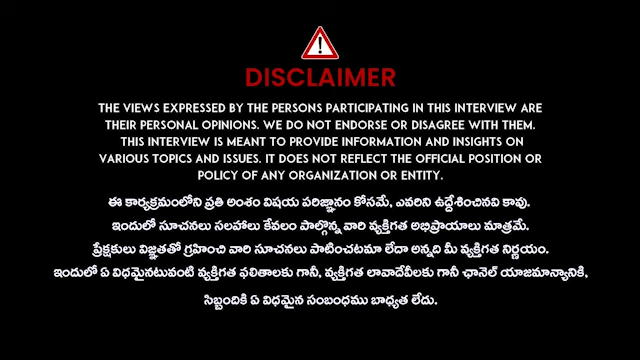 DISCLAIMER
THE VIEWS EXPRESSED BY THE PERSONS PARTICIPATING IN THIS INTERVIEW ARE
THEIR PERSONAL OPINIONS. WE DO NOT ENDORSE OR DISAGREE WITH THEM.
THIS INTERVIEW IS MEANT TO PROVIDE INFORMATION AND INSIGHTS ON
VARIOUS TOPICS AND ISSUES. IT DOES NOT REFLECT THE OFFICIAL POSITION OR
POLICY OF ANY ORGANIZATION OR ENTITY.
ఈ కార్యక్రమంలోని ప్రతి అంశం విషయ పరిజ్ఞానం కోసమే, ఎవరిని ఉద్దేశించినవి కావు.
ఇందులో సూచనలు సలహాలు కేవలం పాల్గొన్న వారి వ్యక్తిగత అభిప్రాయాలు మాత్రమే.
ప్రేక్షకులు విజ్ఞతతో గ్రహించి వారి సూచనలు పాటించటమా లేదా అన్నది మీ వ్యక్తిగత నిర్ణయం.
ఇందులో ఏ విధమైనటువంటి వ్యక్తిగత ఫలితాలకు గానీ, వ్యక్తిగత లావాదేవీలకు గానీ ఛానెల్ యాజమాన్యానికి,
సిబ్బందికి ఏ విధమైన సంబంధము బాధ్యత లేదు.